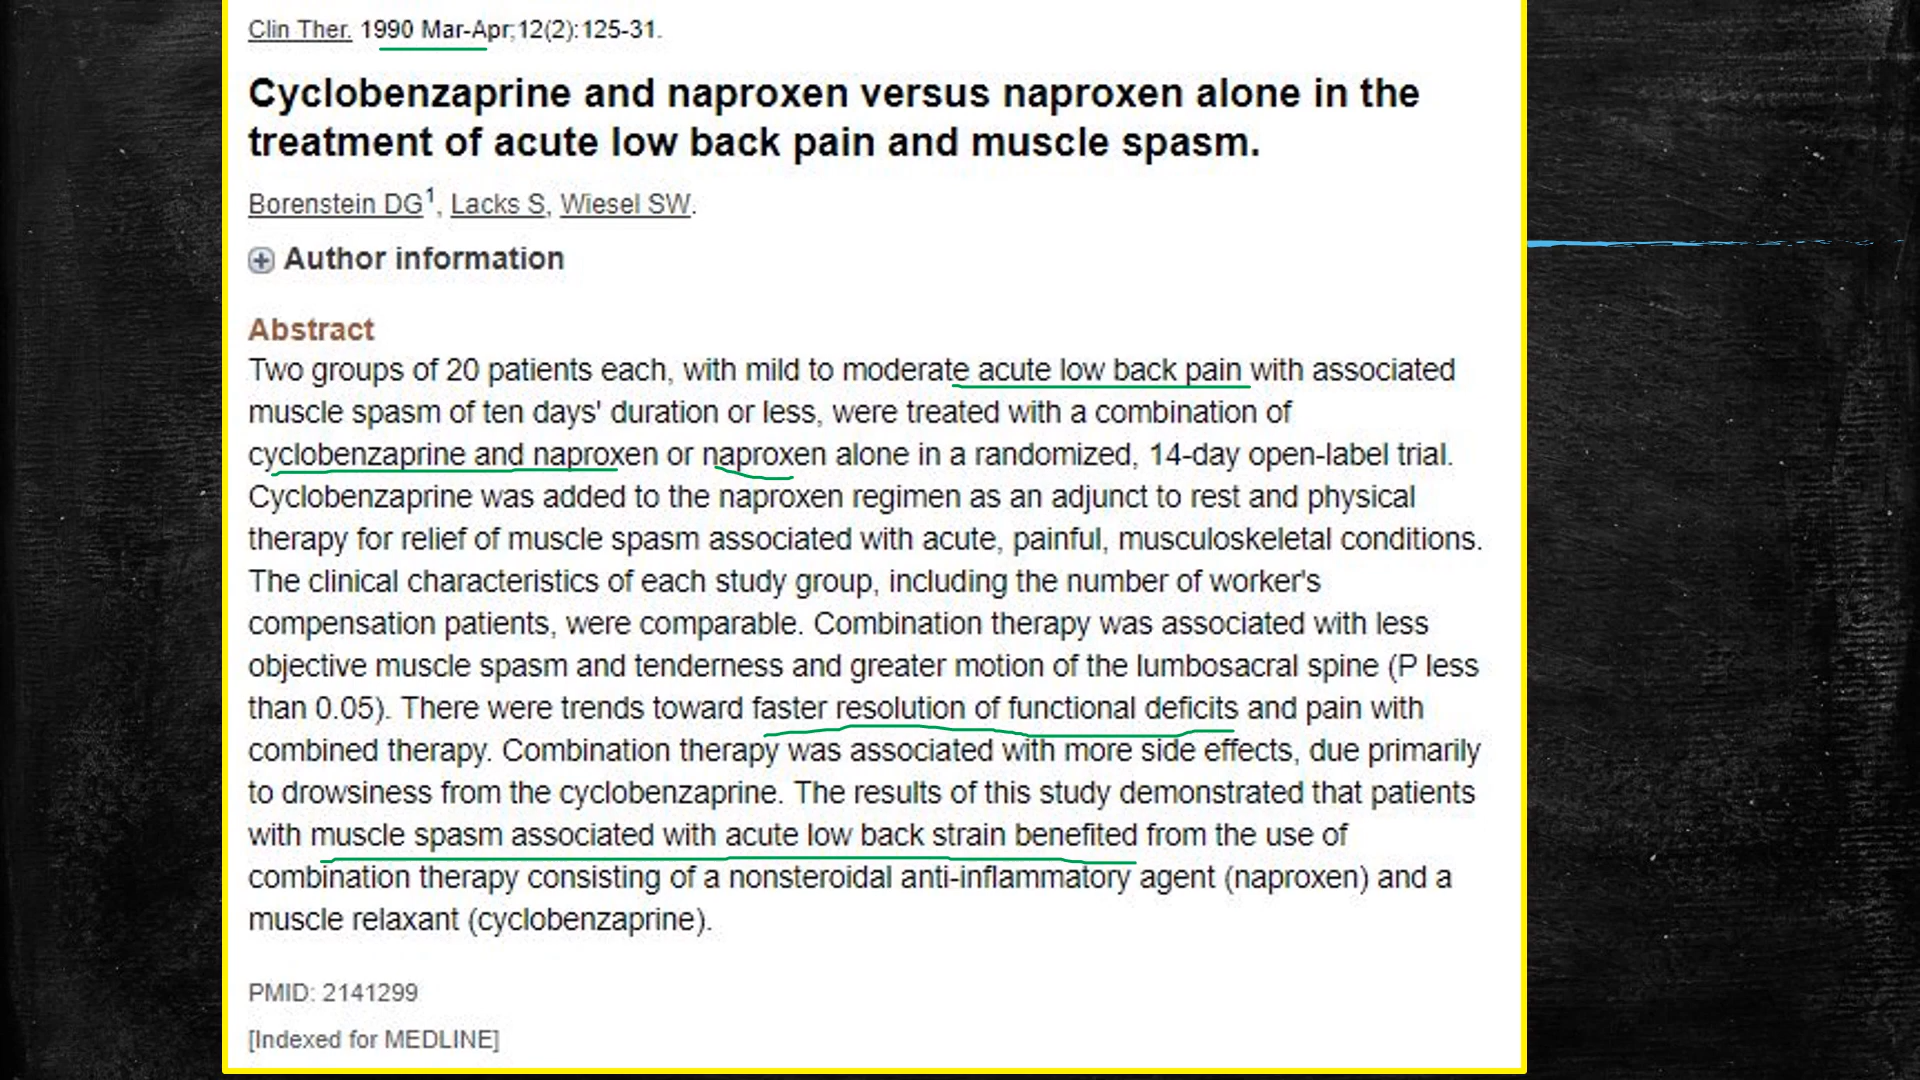 Clin Ther. 1990 Mar-Apr;12(2):125-31.
Cyclobenzaprine and naproxen versus naproxen alone in the
treatment of acute low back pain and muscle spasm.
Borenstein DG1, Lacks S, Wiesel SW.
Author information
Abstract
Two groups of 20 patients each, with mild to moderate acute low back pain with associated
muscle spasm of ten days' duration or less, were treated with a combination of
cyclobenzaprine and naproxen or naproxen alone in a randomized, 14-day open-label trial.
Cyclobenzaprine was added to the naproxen regimen as an adjunct to rest and physical
therapy for relief of muscle spasm associated with acute, painful, musculoskeletal conditions.
The clinical characteristics of each study group, including the number of worker's
compensation patients, were comparable. Combination therapy was associated with less
objective muscle spasm and tenderness and greater motion of the lumbosacral spine (P less
than 0.05). There were trends toward faster resolution of functional deficits and pain with
combined therapy. Combination therapy was associated with more side effects, due primarily
to drowsiness from the cyclobenzaprine. The results of this study demonstrated that patients
with muscle spasm associated with acute low back strain benefited from the use of
combination therapy consisting of a nonsteroidal anti-inflammatory agent (naproxen) and a
muscle relaxant (cyclobenzaprine).
PMID: 2141299
[Indexed for MEDLINE]